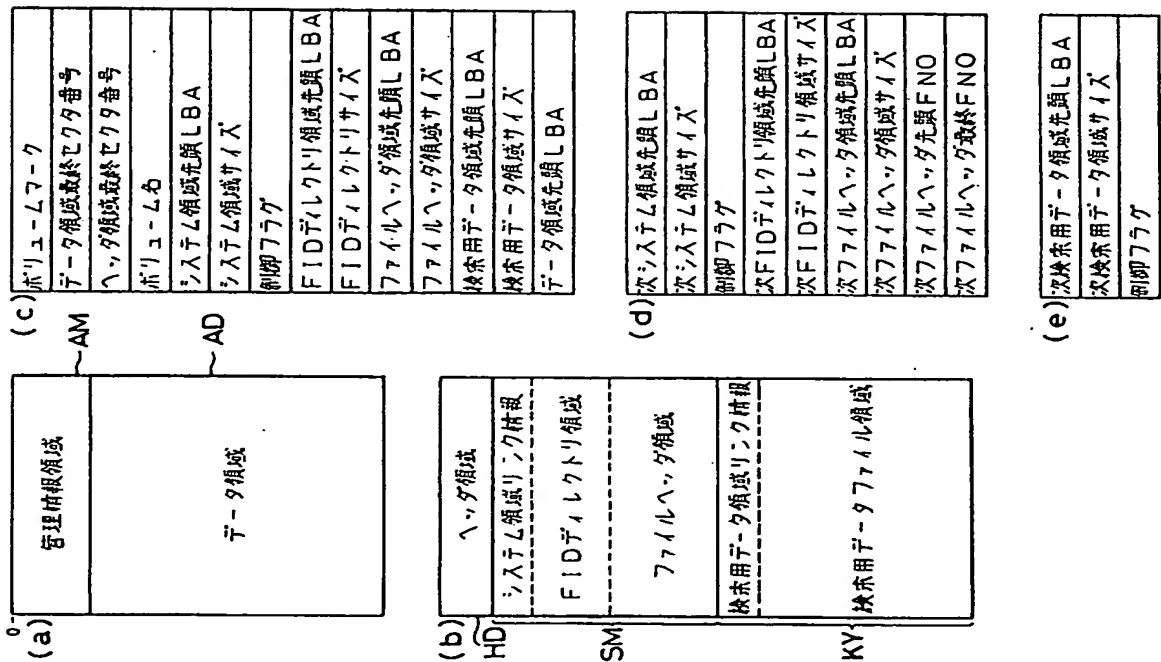 (a)
0
管理情報領域
AM
データ領域
AD
(b)
HD
ヘッダ領域
SM
システム領域リンク情報
FIDディレクトリ領域
ファイルヘッダ領域
KY
検索用データ領域リンク情報
検索用データファイル領域
(c)
ボリュームマーク
データ領域最終セクタ番号
ヘッダ領域最終セクタ番号
ボリューム名
システム領域先頭LBA
システム領域サイズ
制御フラグ
FIDディレクトリ領域先頭LBA
FIDディレクトリサイズ
ファイルヘッダ領域先頭LBA
ファイルヘッダ領域サイズ
検索用データ領域先頭LBA
検索用データ領域サイズ
データ領域先頭LBA
(d)
次システム領域先頭LBA
次システム領域サイズ
制御フラグ
次FIDディレクトリ領域先頭LBA
次FIDディレクトリ領域サイズ
次ファイルヘッダ領域先頭LBA
次ファイルヘッダ領域サイズ
次ファイルヘッダ先頭FNO
次ファイルヘッダ最終FNO
(e)
次検索用データ領域先頭LBA
次検索用データ領域サイズ
制御フラグ